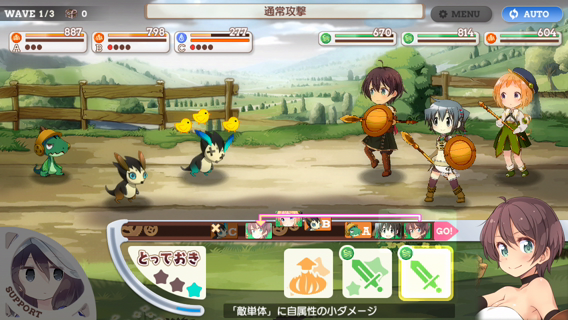 WAVE 1/3 0
通常攻撃
MENU
AUTO
887
A
798
B
277
C
670
814
604
C
B
A
GO!
とっておき
SUPPORT
「敵単体」に自属性の小ダメージ